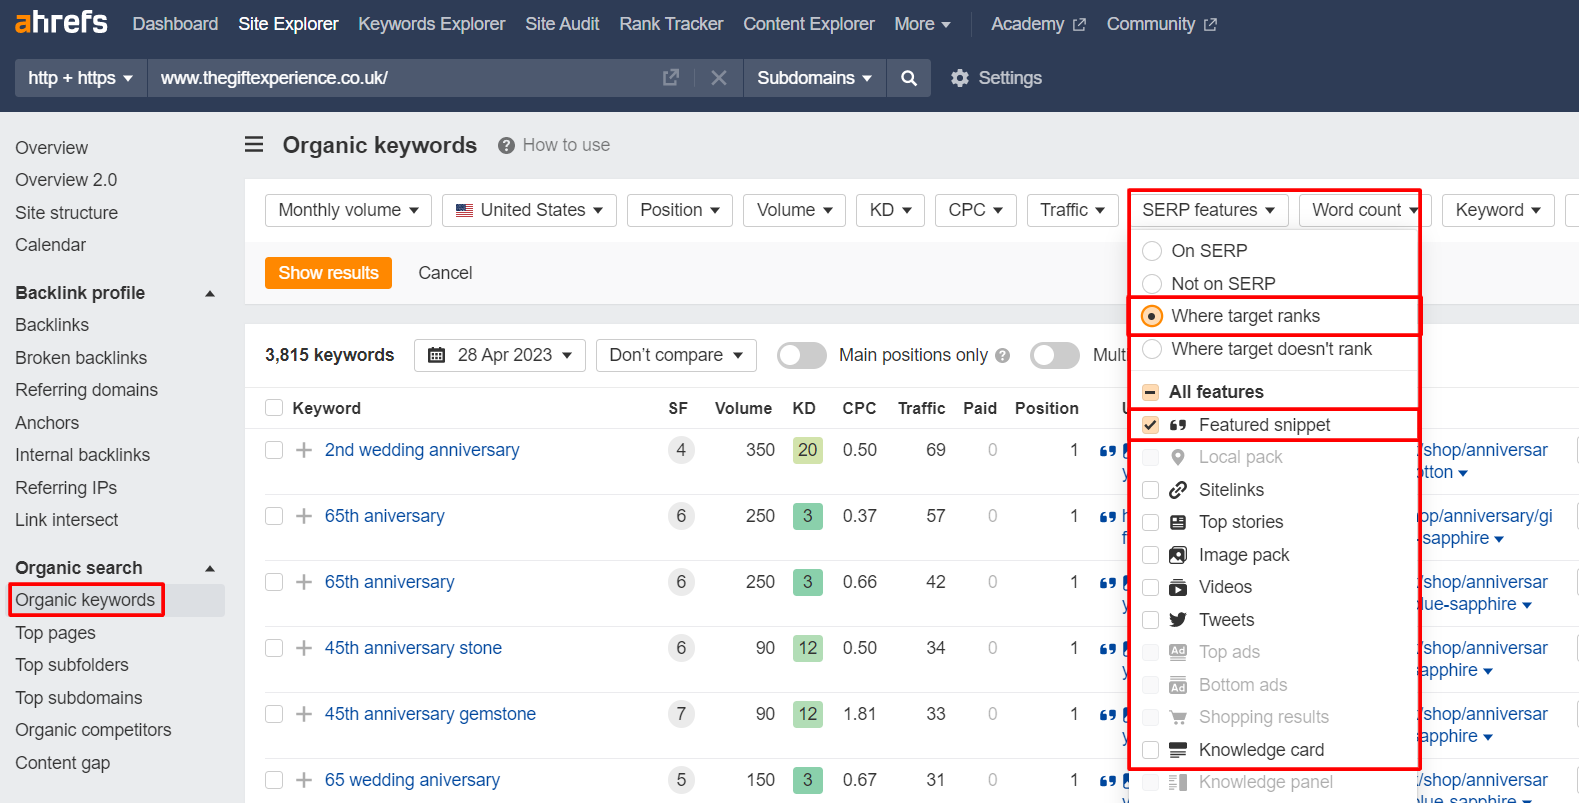 ahrefs Dashboard Site Explorer Keywords Explorer Site Audit Rank Tracker Content Explorer More Academy Community
http + https www.thegiftexperience.co.uk/ Subdomains Settings
Overview
Overview 2.0
Site structure
Calendar
Backlink profile
Backlinks
Broken backlinks
Referring domains
Anchors
Internal backlinks
Referring IPs
Link intersect
Organic search
Organic keywords
Top pages
Top subfolders
Top subdomains
Organic competitors
Content gap
Organic keywords ? How to use
Monthly volume United States Position Volume KD CPC Traffic SERP features Word count Keyword
Show results Cancel
3,815 keywords 28 Apr 2023 Don't compare Main positions only ? Mult
Keyword SF Volume KD CPC Traffic Paid Position
2nd wedding anniversary 4 350 20 0.50 69 0 1 /shop/anniversar
otton
65th aniversary 6 250 3 0.37 57 0 1 op/anniversary/gi
-sapphire
65th anniversary 6 250 3 0.66 42 0 1 /shop/anniversar
lue-sapphire
45th anniversary stone 6 90 12 0.50 34 0 1 /shop/anniversar
apphire
45th anniversary gemstone 7 90 12 1.81 33 0 1 /shop/anniversar
apphire
65 wedding aniversary 5 150 3 0.67 31 0 1 /shop/anniversar
On SERP
Not on SERP
Where target ranks
Where target doesn't rank
All features
Featured snippet
Local pack
Sitelinks
Top stories
Image pack
Videos
Tweets
Ad Top ads
Ad Bottom ads
Shopping results
Knowledge card
Knowledge panel